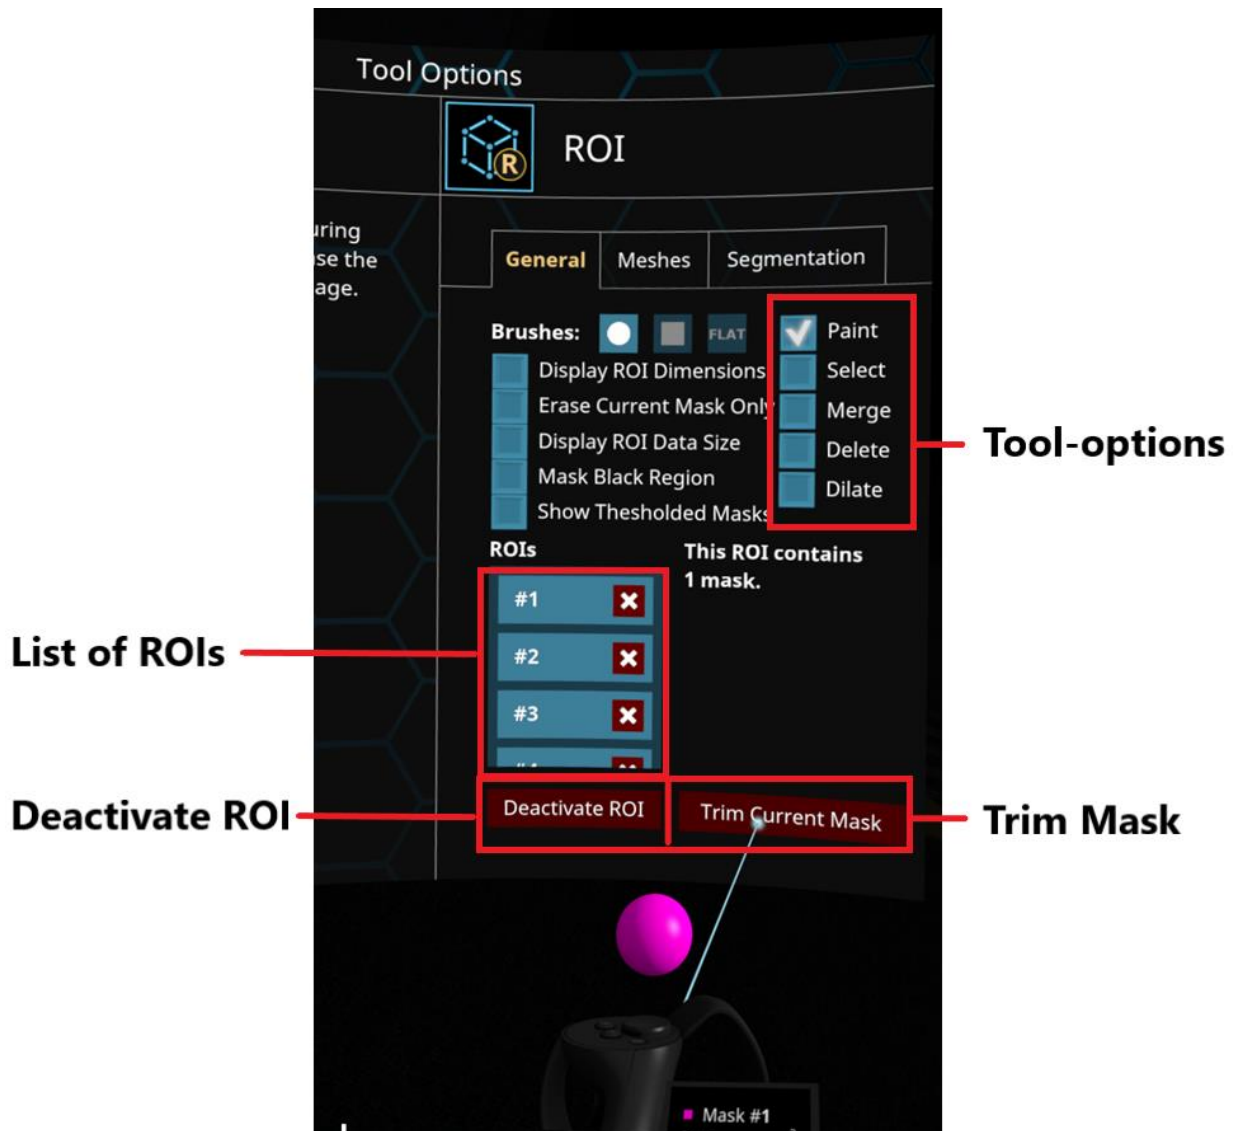 Tool Options
R
ROI
uring
se the
age.
General Meshes Segmentation
Brushes: FLAT
Display ROI Dimensions
Erase Current Mask Only
Display ROI Data Size
Mask Black Region
Show Thesholded Masks
Paint
Select
Merge
Delete
Dilate
Tool-options
ROIs
This ROI contains
1 mask.
#1
#2
#3
List of ROIs
Deactivate ROI
Trim Current Mask
Deactivate ROI
Trim Mask
Mask #1